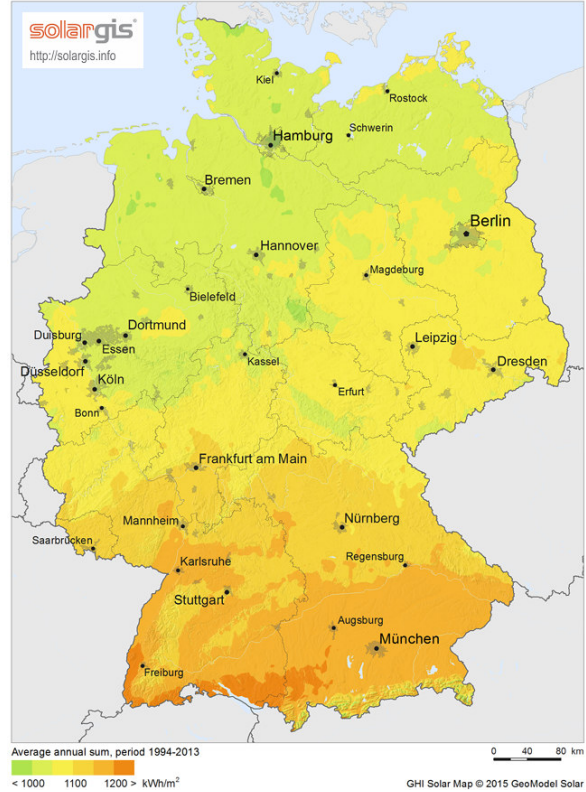 solargis
http://solargis.info
Kiel
Rostock
Schwerin
Hamburg
Bremen
Berlin
Hannover
Magdeburg
Bielefeld
Duisburg
Dortmund
Essen
Leipzig
Düsseldorf
Kassel
Dresden
Köln
Erfurt
Bonn
Frankfurt am Main
Mannheim
Nürnberg
Saarbrücken
Regensburg
Karlsruhe
Stuttgart
Augsburg
München
Freiburg
Average annual sum, period 1994-2013
0 40 80 km
< 1000 1100 1200 > kWh/m²
GHI Solar Map © 2015 GeoModel Solar